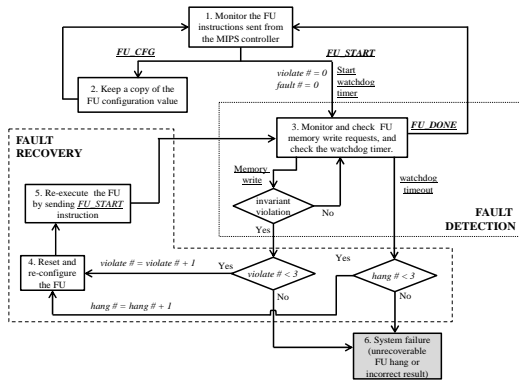 1. Monitor the FU
instructions sent from
the MIPS controller
FU_CFG
FU_START
2. Keep a copy of the
FU configuration value
violate # = 0
fault # = 0
Start
watchdog
timer
3. Monitor and check FU
memory write requests, and
check the watchdog timer.
FU_DONE
FAULT
RECOVERY
Memory
write
watchdog
timeout
5. Re-execute the FU
by sending FU_START
instruction
invariant
violation
No
Yes
FAULT
DETECTION
violate # = violate # + 1
Yes
violate # < 3
Yes
hang # < 3
4. Reset and
re-configure
the FU
hang # = hang # + 1
No
No
6. System failure
(unrecoverable
FU hang or
incorrect result)